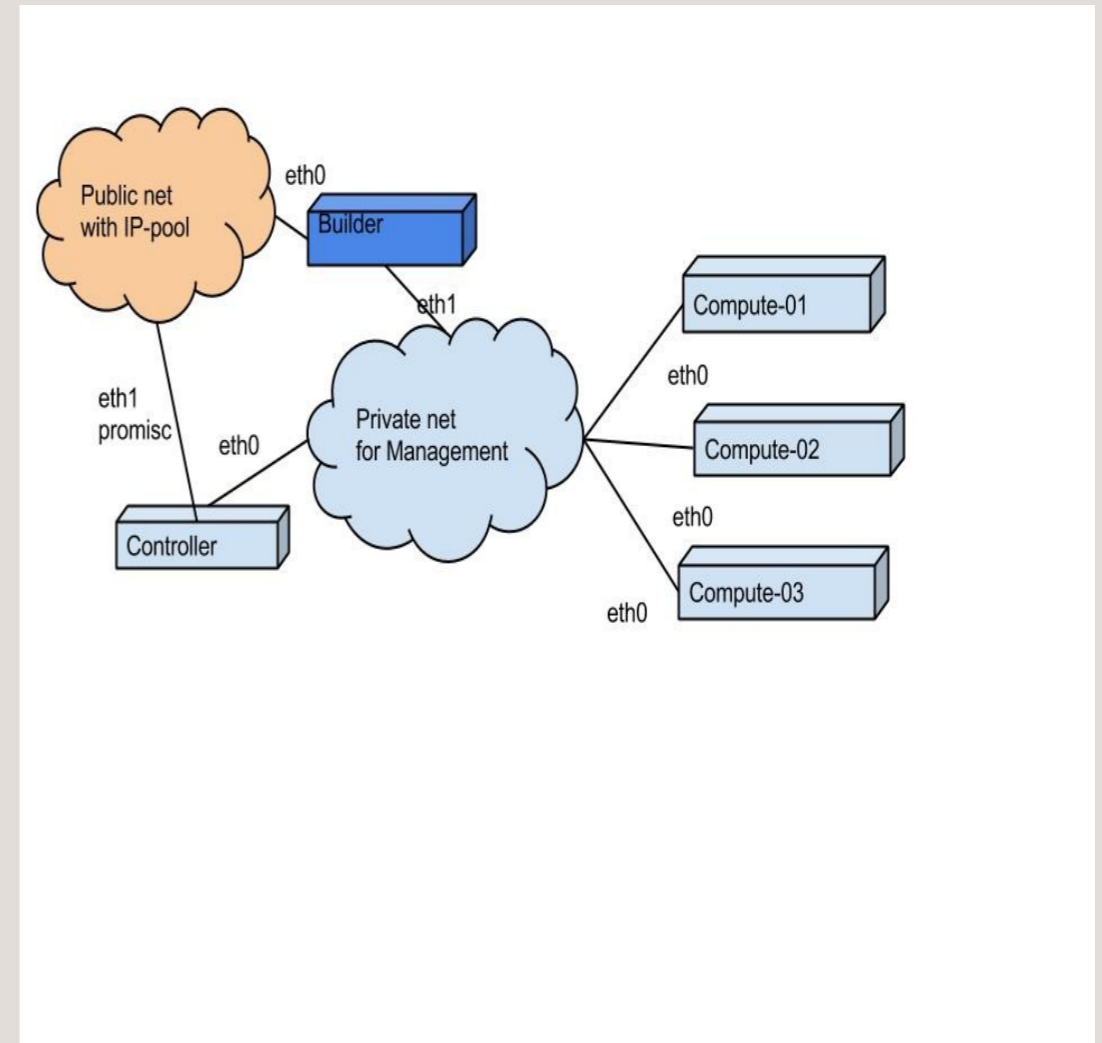 eth0
Public net
with IP-pool
Builder
eth1
Compute-01
eth0
eth1
promisc
Private net
for Management
eth0
Compute-02
eth0
Controller
Compute-03
eth0